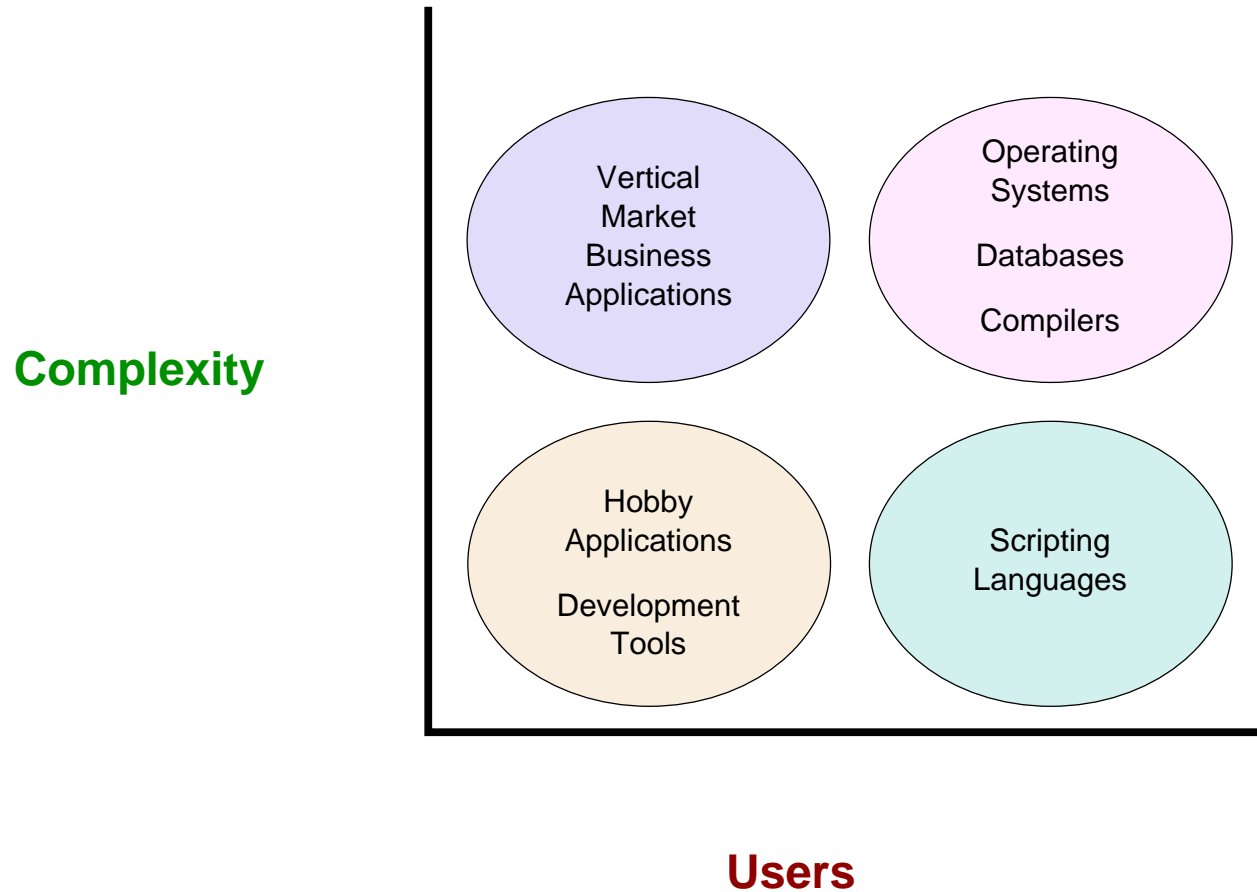 Vertical
Market
Business
Applications
Operating
Systems
Databases
Compilers
Complexity
Hobby
Applications
Development
Tools
Scripting
Languages
Users